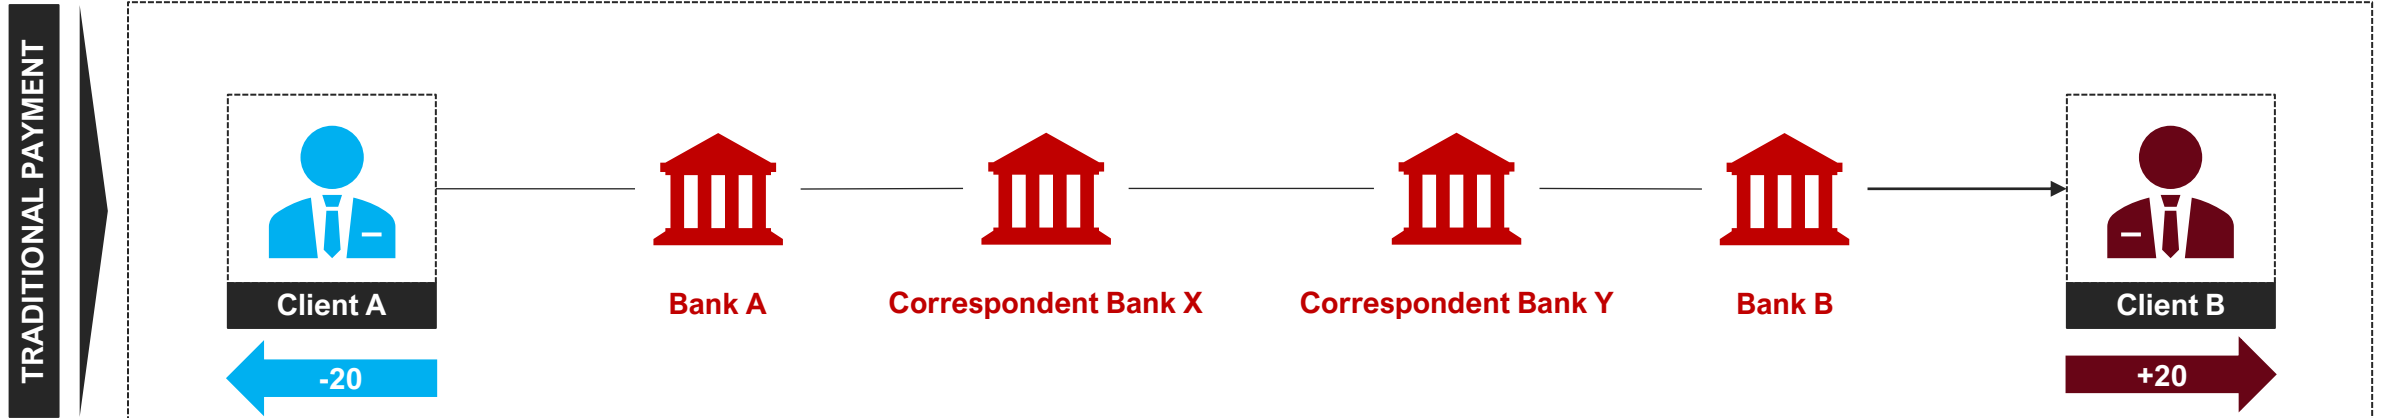 TRADITIONAL PAYMENT
Client A
Bank A
Correspondent Bank X
Correspondent Bank Y
Bank B
Client B
-20
+20